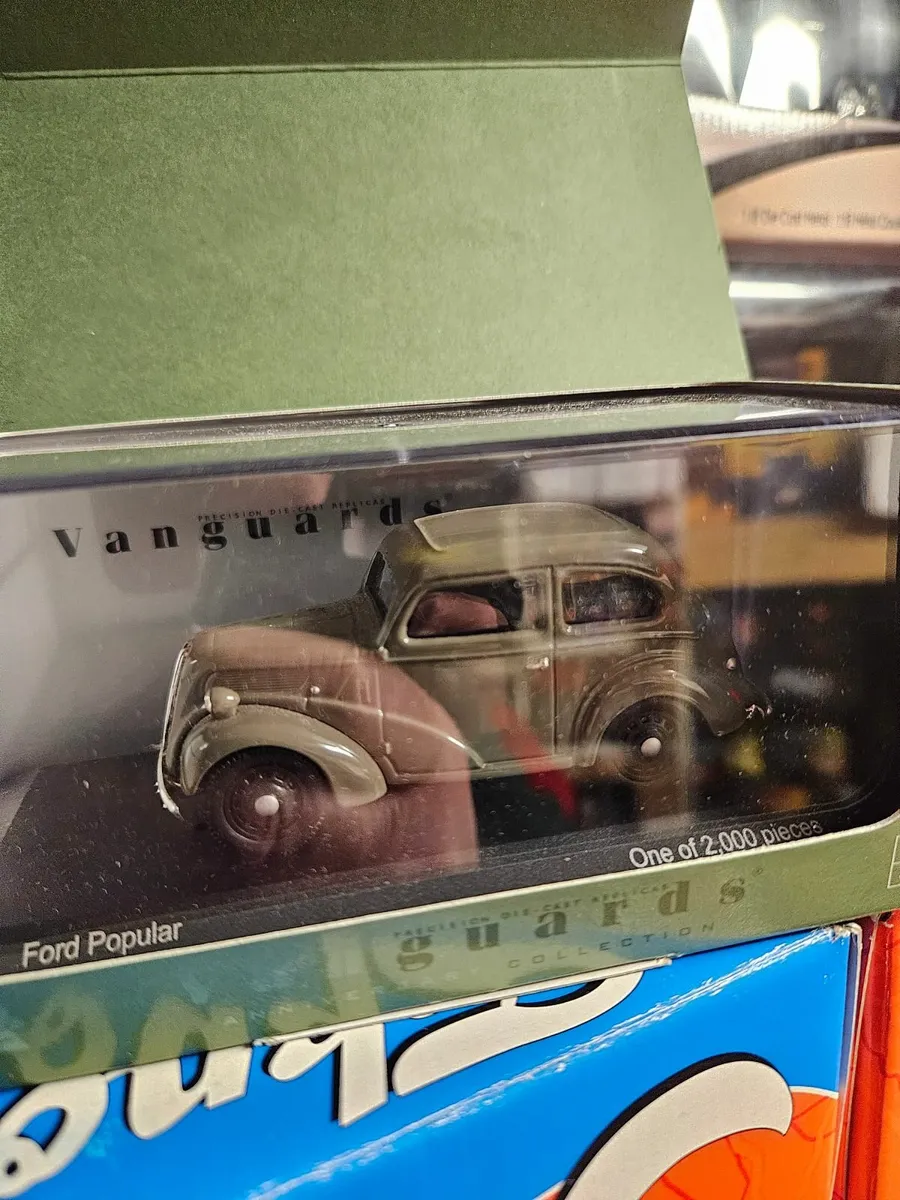 PRECISION DIE-CAST REPLICAS
Vanguards
One of 2,000 pieces
Ford Popular
PRECISION DIE-CAST REPLICAS
guards®
COLLECTION